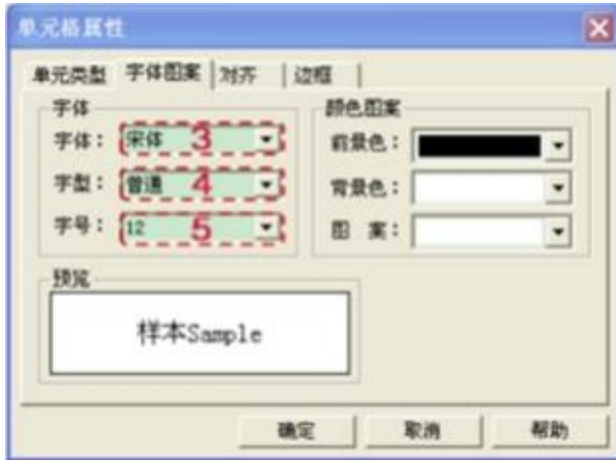 单元格属性
单元类型 字体图案 对齐 边框
字体
字体： 宋体 3
字型： 普通 4
字号： 12 5
颜色图案
前景色：
背景色：
图 案：
预览
样本Sample
确定 取消 帮助